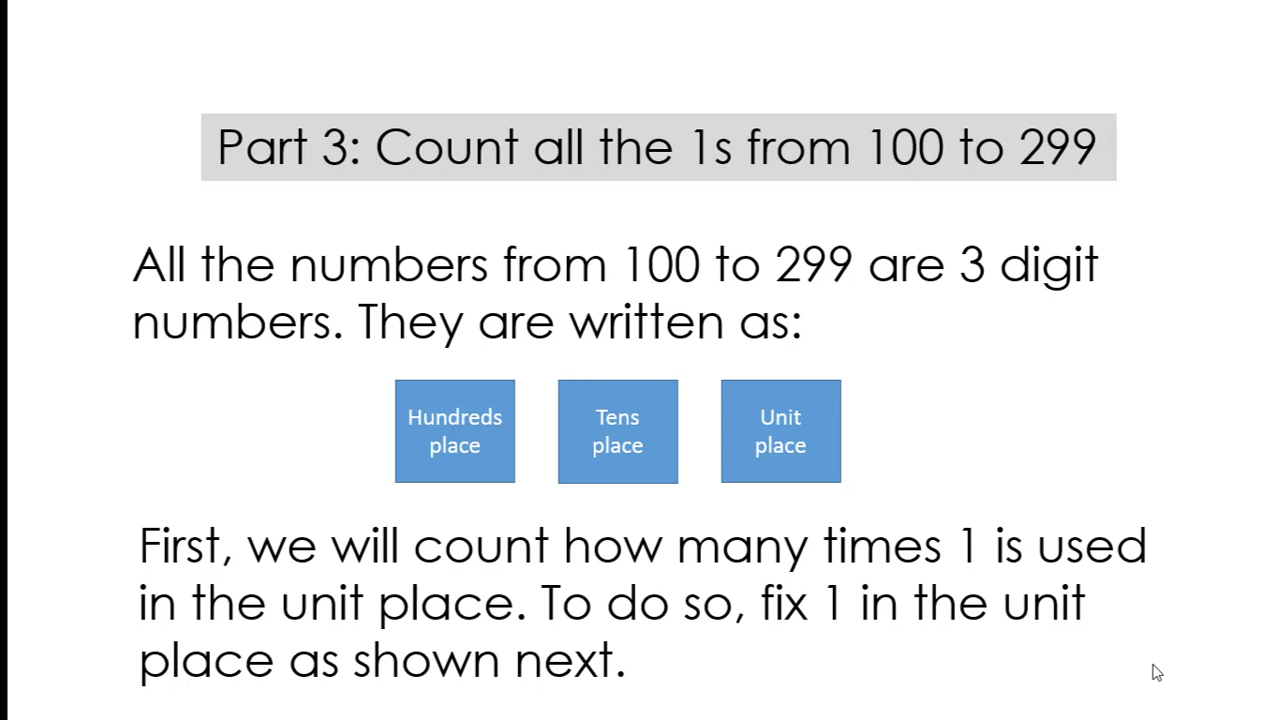 Part 3: Count all the 1s from 100 to 299
All the numbers from 100 to 299 are 3 digit
numbers. They are written as:
Hundreds
place
Tens
place
Unit
place
First, we will count how many times 1 is used
in the unit place. To do so, fix 1 in the unit
place as shown next.